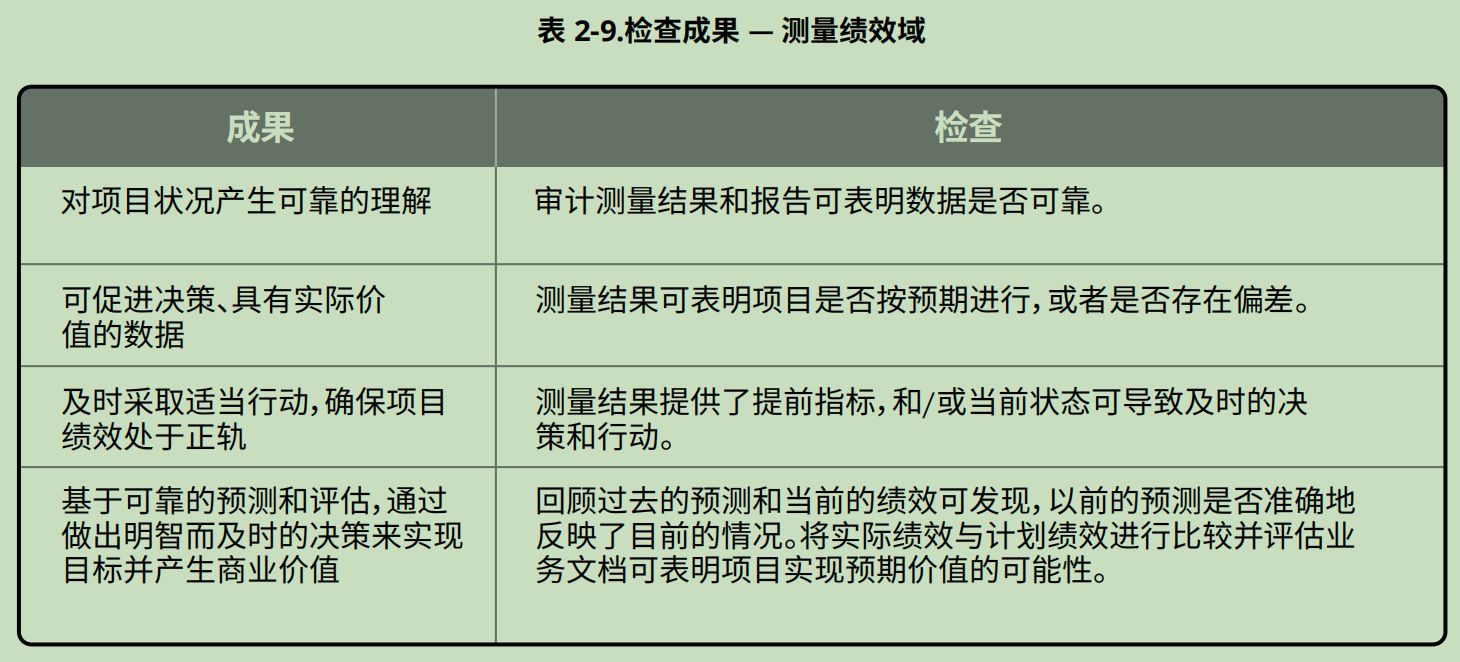 表 2-9.检查成果 — 测量绩效域
成果
检查
对项目状况产生可靠的理解
审计测量结果和报告可表明数据是否可靠。
可促进决策、具有实际价
值的数据
测量结果可表明项目是否按预期进行，或者是否存在偏差。
及时采取适当行动，确保项目
绩效处于正轨
测量结果提供了提前指标，和/或当前状态可导致及时的决
策和行动。
基于可靠的预测和评估，通过
做出明智而及时的决策来实现
目标并产生商业价值
回顾过去的预测和当前的绩效可发现，以前的预测是否准确地
反映了目前的情况。将实际绩效与计划绩效进行比较并评估业
务文档可表明项目实现预期价值的可能性。